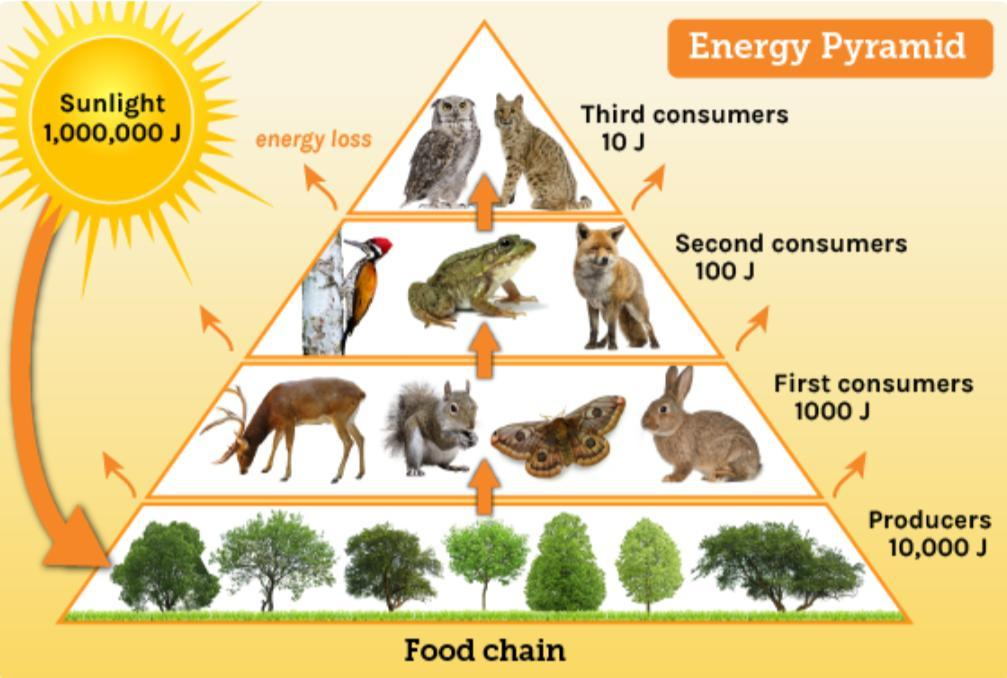 Energy Pyramid
Sunlight
1,000,000 J
energy loss
Third consumers
10 J
Second consumers
100 J
First consumers
1000 J
Producers
10,000 J
Food chain